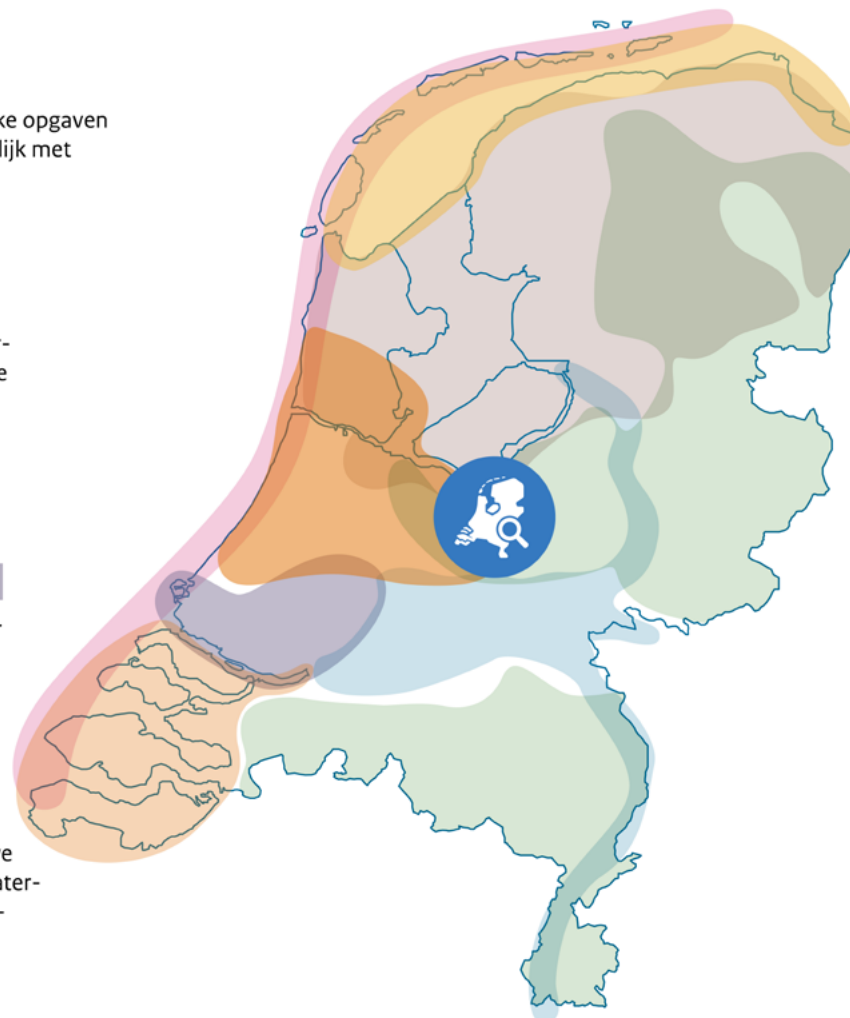 ke opgaven
lijk met
r-
e
.
ve
ater-
-